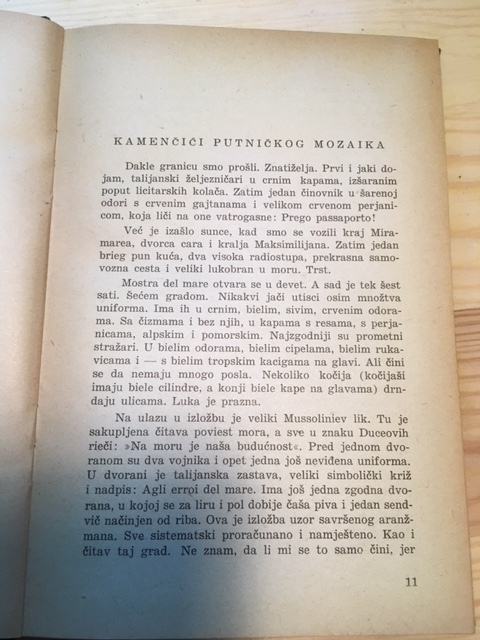 KAMENČIĆI PUTNIČKOG MOZAIKA
Dakle granicu smo prošli. Znatiželja. Prvi i jaki do-
jam, talijanski željezničari u crnim kapama, izšaranim
poput licitarskih kolača. Zatim jedan činovnik u šarenoj
odori s crvenim gajtanama i velikom crvenom perjani-
com, koja liči na one vatrogasne: Prego passaporto!
Već je izašlo sunce, kad smo se vozili kraj Mira-
marea, dvorca cara i kralja Maksimilijana. Zatim jedan
brieg pun kuća, dva visoka radiostupa, prekrasna samo-
vozna cesta i veliki lukobran u moru. Trst.
Mostra del mare otvara se u devet. A sad je tek šest
sati. Šećem gradom. Nikakvi jači utisci osim množtva
uniforma. Ima ih u crnim, bielim, sivim, crvenim odora-
ma. Sa čizmama i bez njih, u kapama s resama, s perja-
nicama, alpskim i pomorskim. Najzgodniji su prometni
stražari. U bielim odorama, bielim cipelama, bielim ruka-
vicama i — s bielim tropskim kacigama na glavi. Ali čini
se da nemaju mnogo posla. Nekoliko kočija (kočijaši
imaju biele cilindre, a konji biele kape na glavama) drn-
daju ulicama. Luka je prazna.
Na ulazu u izložbu je veliki Mussoliniev lik. Tu je
sakupljena čitava poviest mora, a sve u znaku Duceovih
rieči: »Na moru je naša budućnost«. Pred jednom dvo-
ranom su dva vojnika i opet jedna još neviđena uniforma.
U dvorani je talijanska zastava, veliki simbolički križ
i nadpis: Agli erroi del mare. Ima još jedna zgodna dvo-
rana, u kojoj se za liru i pol dobije čaša piva i jedan send-
vič načinjen od riba. Ova je izložba uzor savršenog aranž-
mana. Sve sistematski proračunato i namješteno. Kao i
čitav taj grad. Ne znam, da li mi se to samo čini, jer
11